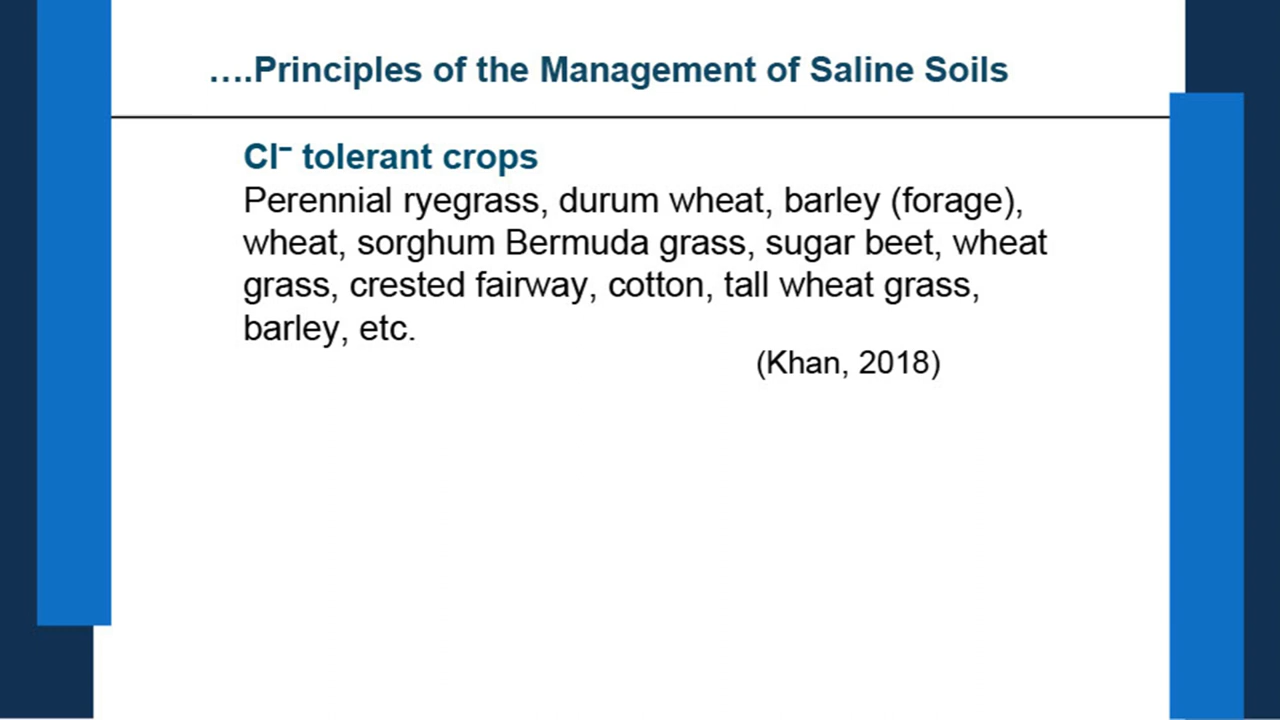 ....Principles of the Management of Saline Soils
Cl⁻ tolerant crops
Perennial ryegrass, durum wheat, barley (forage),
wheat, sorghum Bermuda grass, sugar beet, wheat
grass, crested fairway, cotton, tall wheat grass,
barley, etc.
(Khan, 2018)